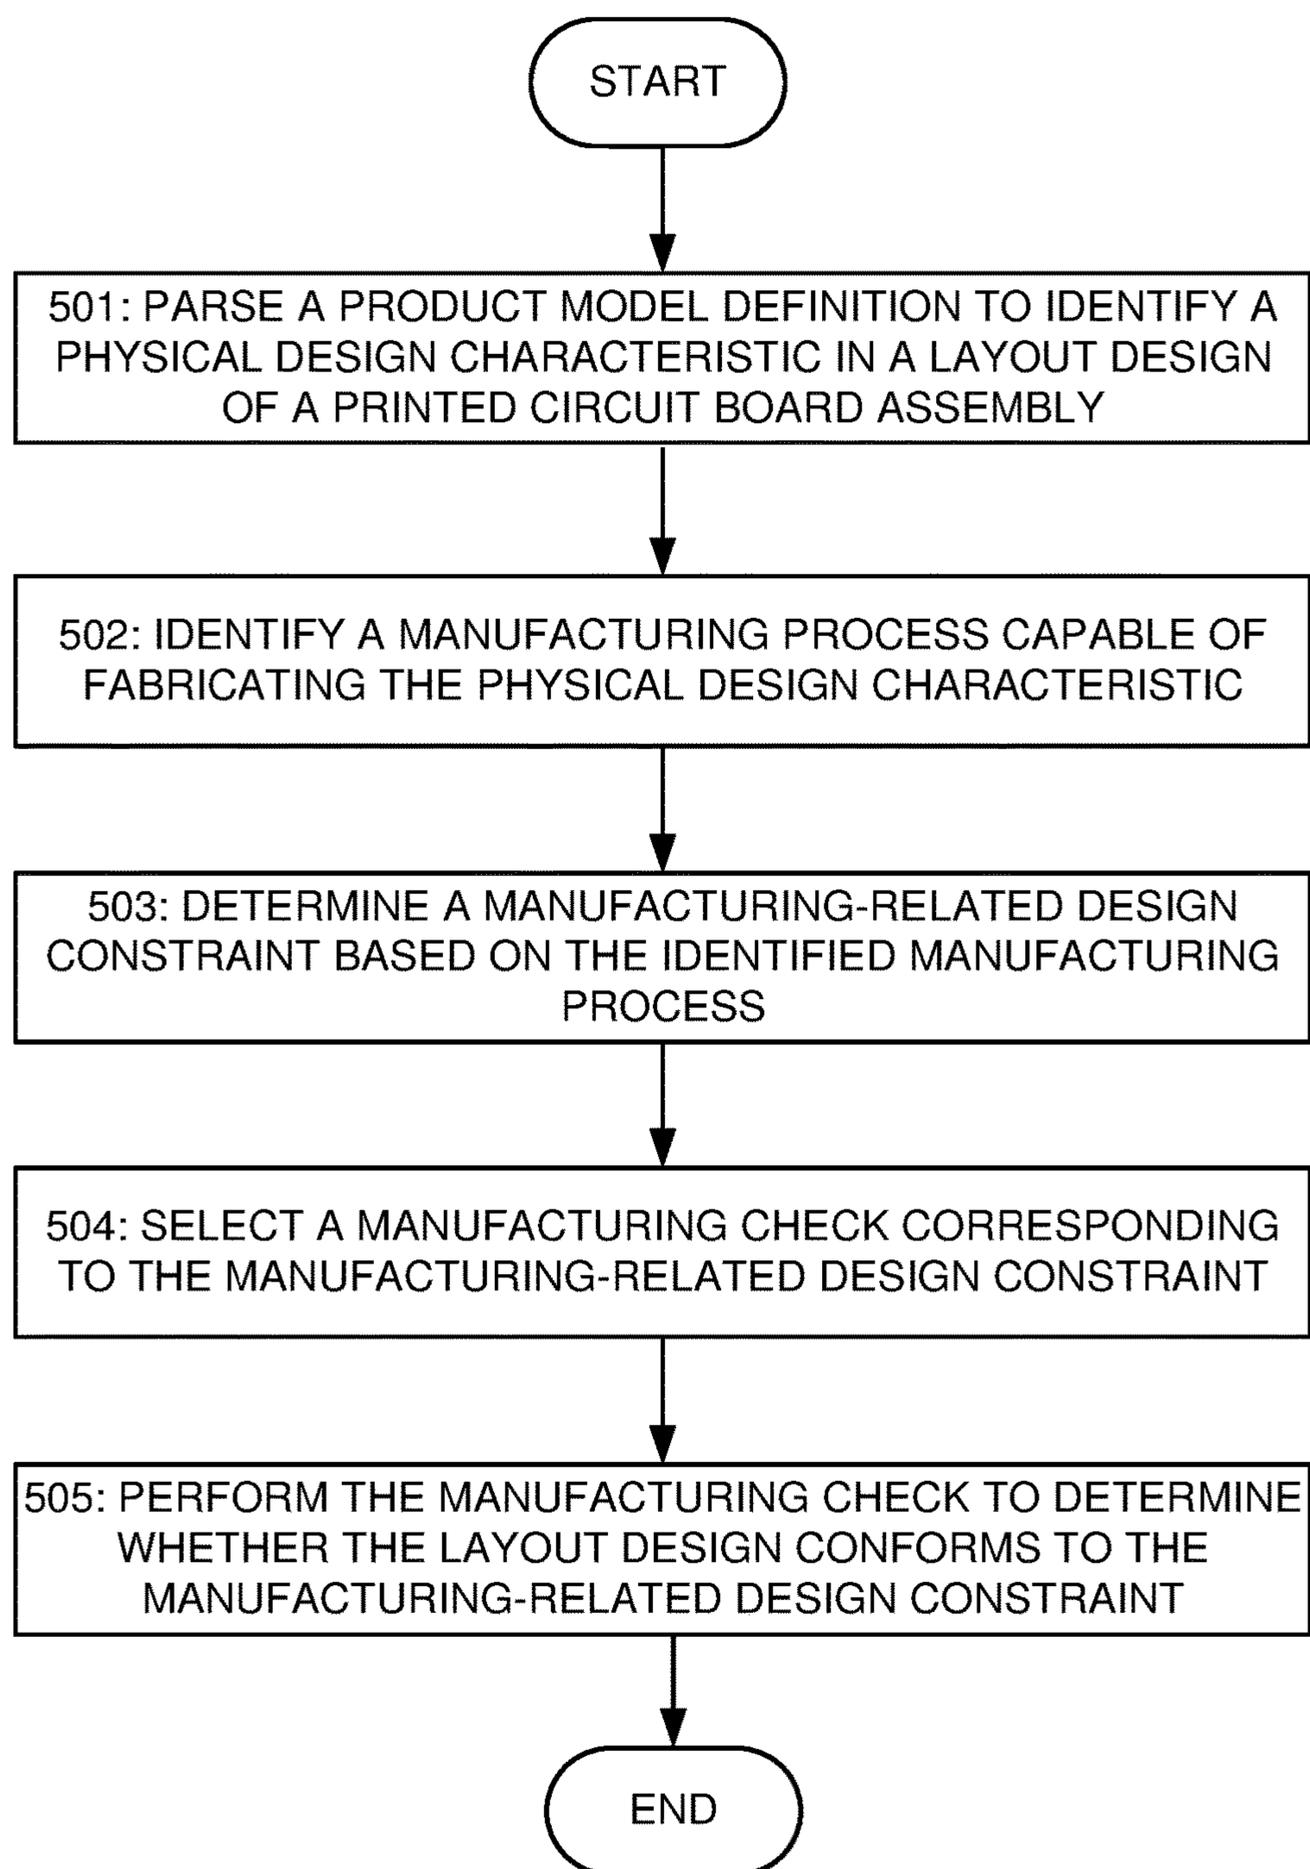 START
501: PARSE A PRODUCT MODEL DEFINITION TO IDENTIFY A
PHYSICAL DESIGN CHARACTERISTIC IN A LAYOUT DESIGN
OF A PRINTED CIRCUIT BOARD ASSEMBLY
502: IDENTIFY A MANUFACTURING PROCESS CAPABLE OF
FABRICATING THE PHYSICAL DESIGN CHARACTERISTIC
503: DETERMINE A MANUFACTURING-RELATED DESIGN
CONSTRAINT BASED ON THE IDENTIFIED MANUFACTURING
PROCESS
504: SELECT A MANUFACTURING CHECK CORRESPONDING
TO THE MANUFACTURING-RELATED DESIGN CONSTRAINT
505: PERFORM THE MANUFACTURING CHECK TO DETERMINE
WHETHER THE LAYOUT DESIGN CONFORMS TO THE
MANUFACTURING-RELATED DESIGN CONSTRAINT
END